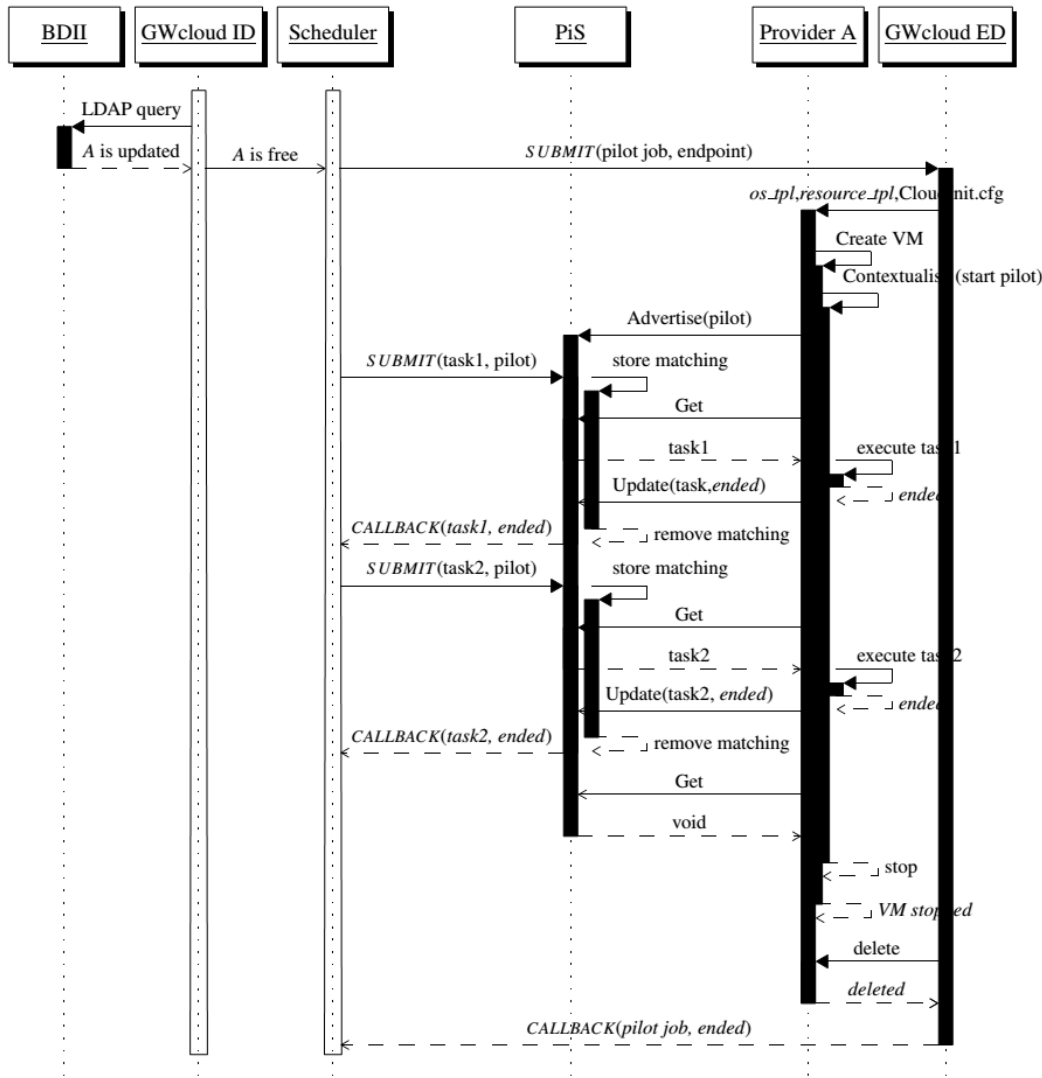 BDII GWcloud ID Scheduler PiS Provider A GWcloud ED
LDAP query
A is updated
A is free
SUBMIT(pilot job, endpoint)
os_tpl,resource_tpl,CloudInit.cfg
Create VM
Contextualise(start pilot)
Advertise(pilot)
SUBMIT(task1, pilot)
store matching
Get
task1
execute task1
Update(task,ended)
ended
CALLBACK(task1, ended)
remove matching
SUBMIT(task2, pilot)
store matching
Get
task2
execute task2
Update(task2, ended)
ended
CALLBACK(task2, ended)
remove matching
Get
void
stop
VM stopped
delete
deleted
CALLBACK(pilot job, ended)